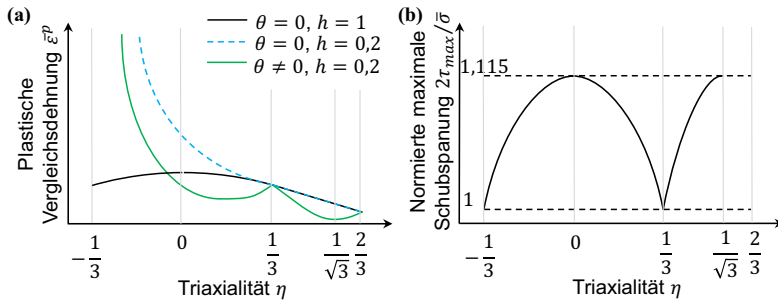 (a)
θ = 0, h = 1
θ = 0, h = 0,2
θ ≠ 0, h = 0,2
Plastische
Vergleichsdehnung ε̄ᵖ
−1/3
0
1/3
1/√3
2/3
Triaxialität η
(b)
Normierte maximale
Schubspanung 2τ_max/σ̄
1,115
1
−1/3
0
1/3
1/√3
2/3
Triaxialität η